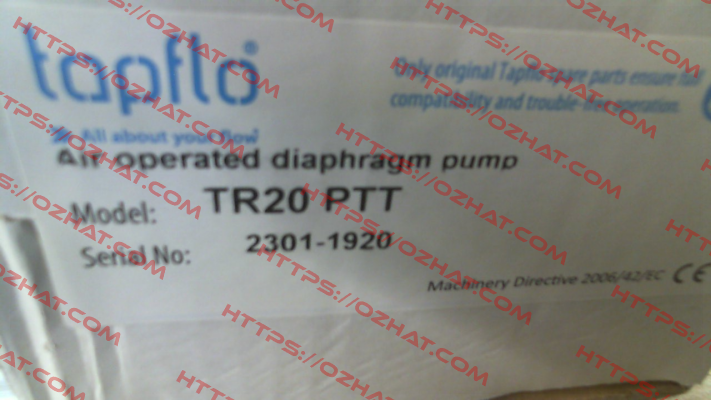 tapflo®
All about your flow!
Only original Tapflo spare parts ensure full
compatibility and trouble-free operation.
Air operated diaphragm pump
Model: TR20 PTT
Serial No: 2301-1920
Machinery Directive 2006/42/EC CE
HTTPS://OZHAT.COM